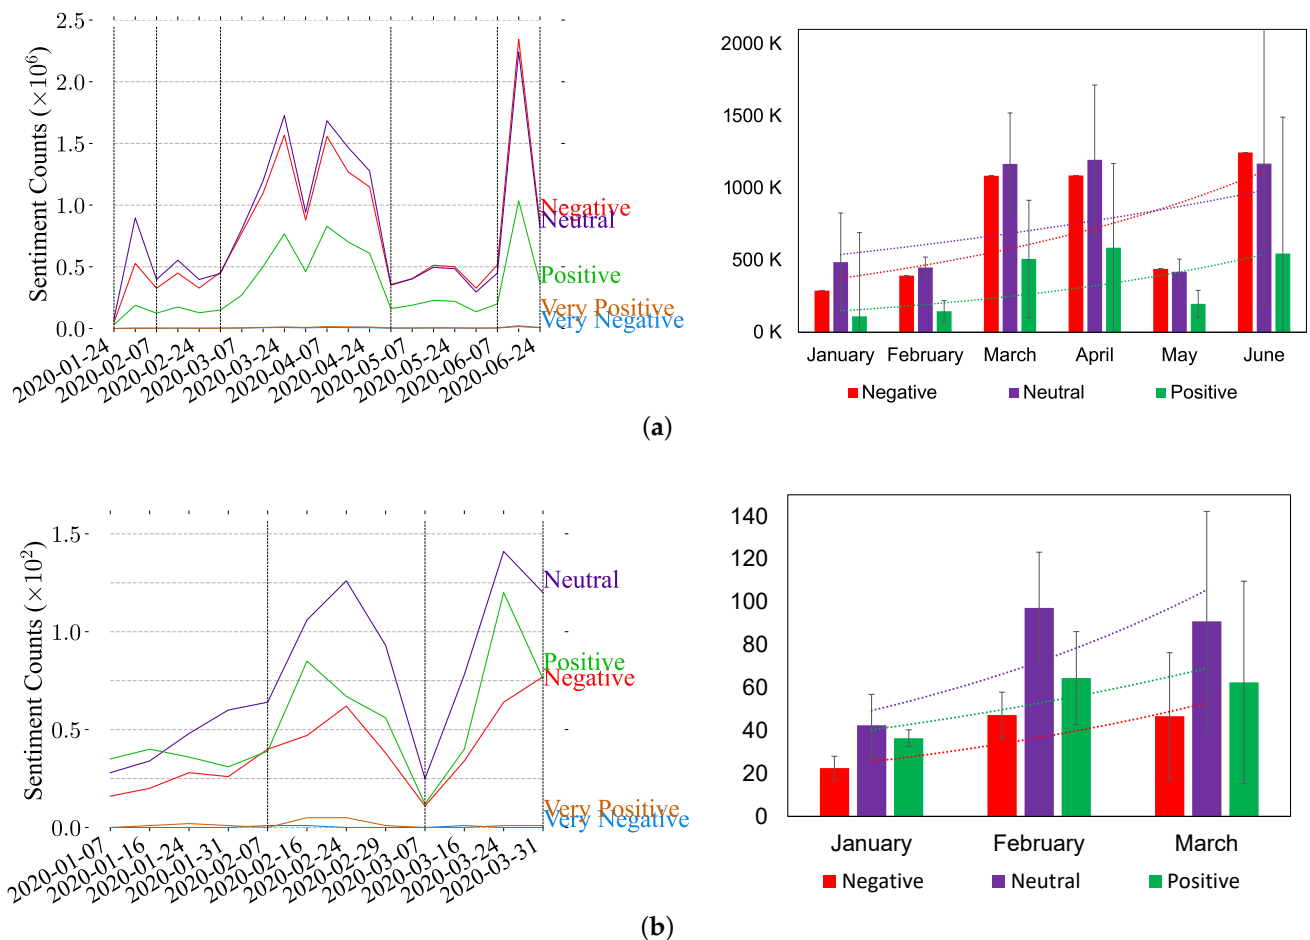 2.5
2.0
1.5
1.0
0.5
0.0
Sentiment Counts (×10⁶)
Negative
Neutral
Positive
Very Positive
Very Negative
2020-01-24
2020-02-07
2020-02-24
2020-03-07
2020-03-24
2020-04-07
2020-04-24
2020-05-07
2020-05-24
2020-06-07
2020-06-24
2000 K
1500 K
1000 K
500 K
0 K
January February March April May June
Negative Neutral Positive
(a)
1.5
1.0
0.5
0.0
Sentiment Counts (×10²)
Neutral
Positive
Negative
Very Positive
Very Negative
2020-01-07
2020-01-16
2020-01-24
2020-01-31
2020-02-07
2020-02-16
2020-02-24
2020-02-29
2020-03-07
2020-03-16
2020-03-24
2020-03-31
140
120
100
80
60
40
20
0
January February March
Negative Neutral Positive
(b)